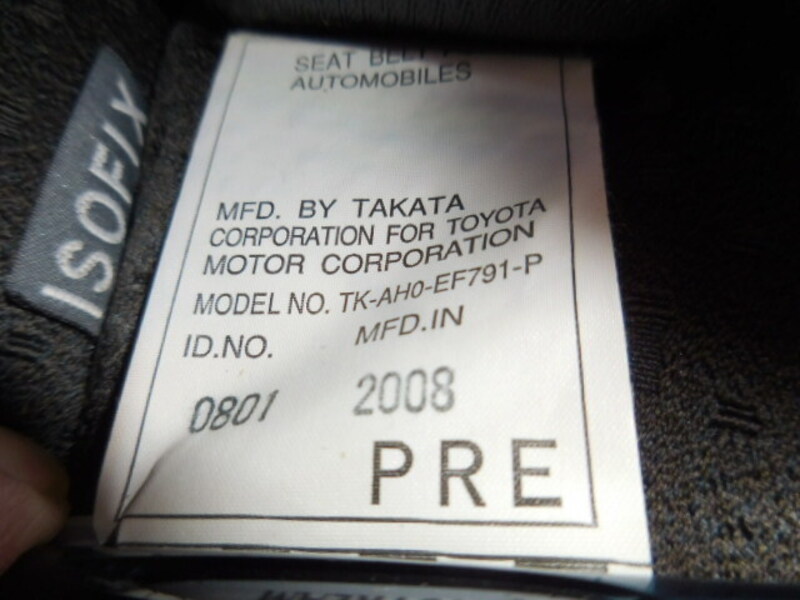 SEAT BELT
AUTOMOBILES
ISOFIX
MFD. BY TAKATA
CORPORATION FOR TOYOTA
MOTOR CORPORATION
MODEL NO. TK-AH0-EF791-P
ID.NO. MFD.IN
0801 2008
PRE